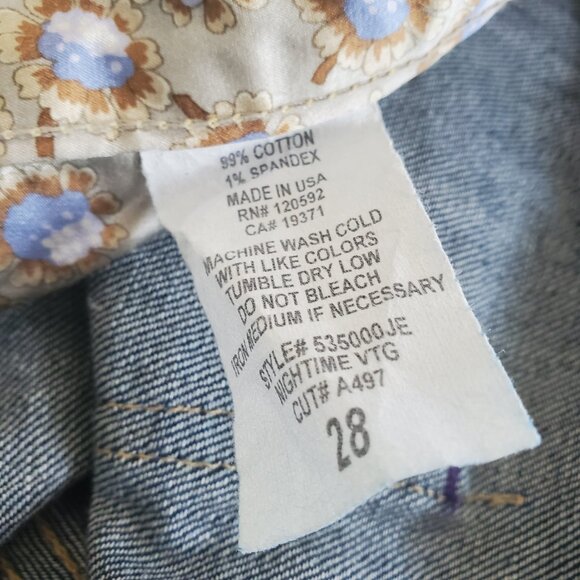 99% COTTON
1% SPANDEX
MADE IN USA
RN# 120592
CA# 19371
MACHINE WASH COLD
WITH LIKE COLORS
TUMBLE DRY LOW
DO NOT BLEACH
IRON MEDIUM IF NECESSARY
STYLE# 535000JE
NIGHTIME VTG
CUT# A497
28